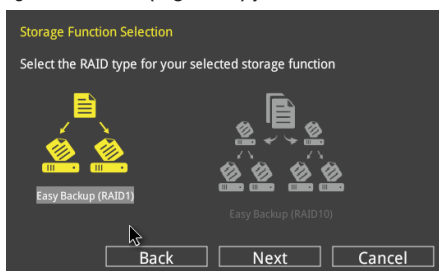 Storage Function Selection
Select the RAID type for your selected storage function
Easy Backup (RAID1)
Easy Backup (RAID10)
Back Next Cancel